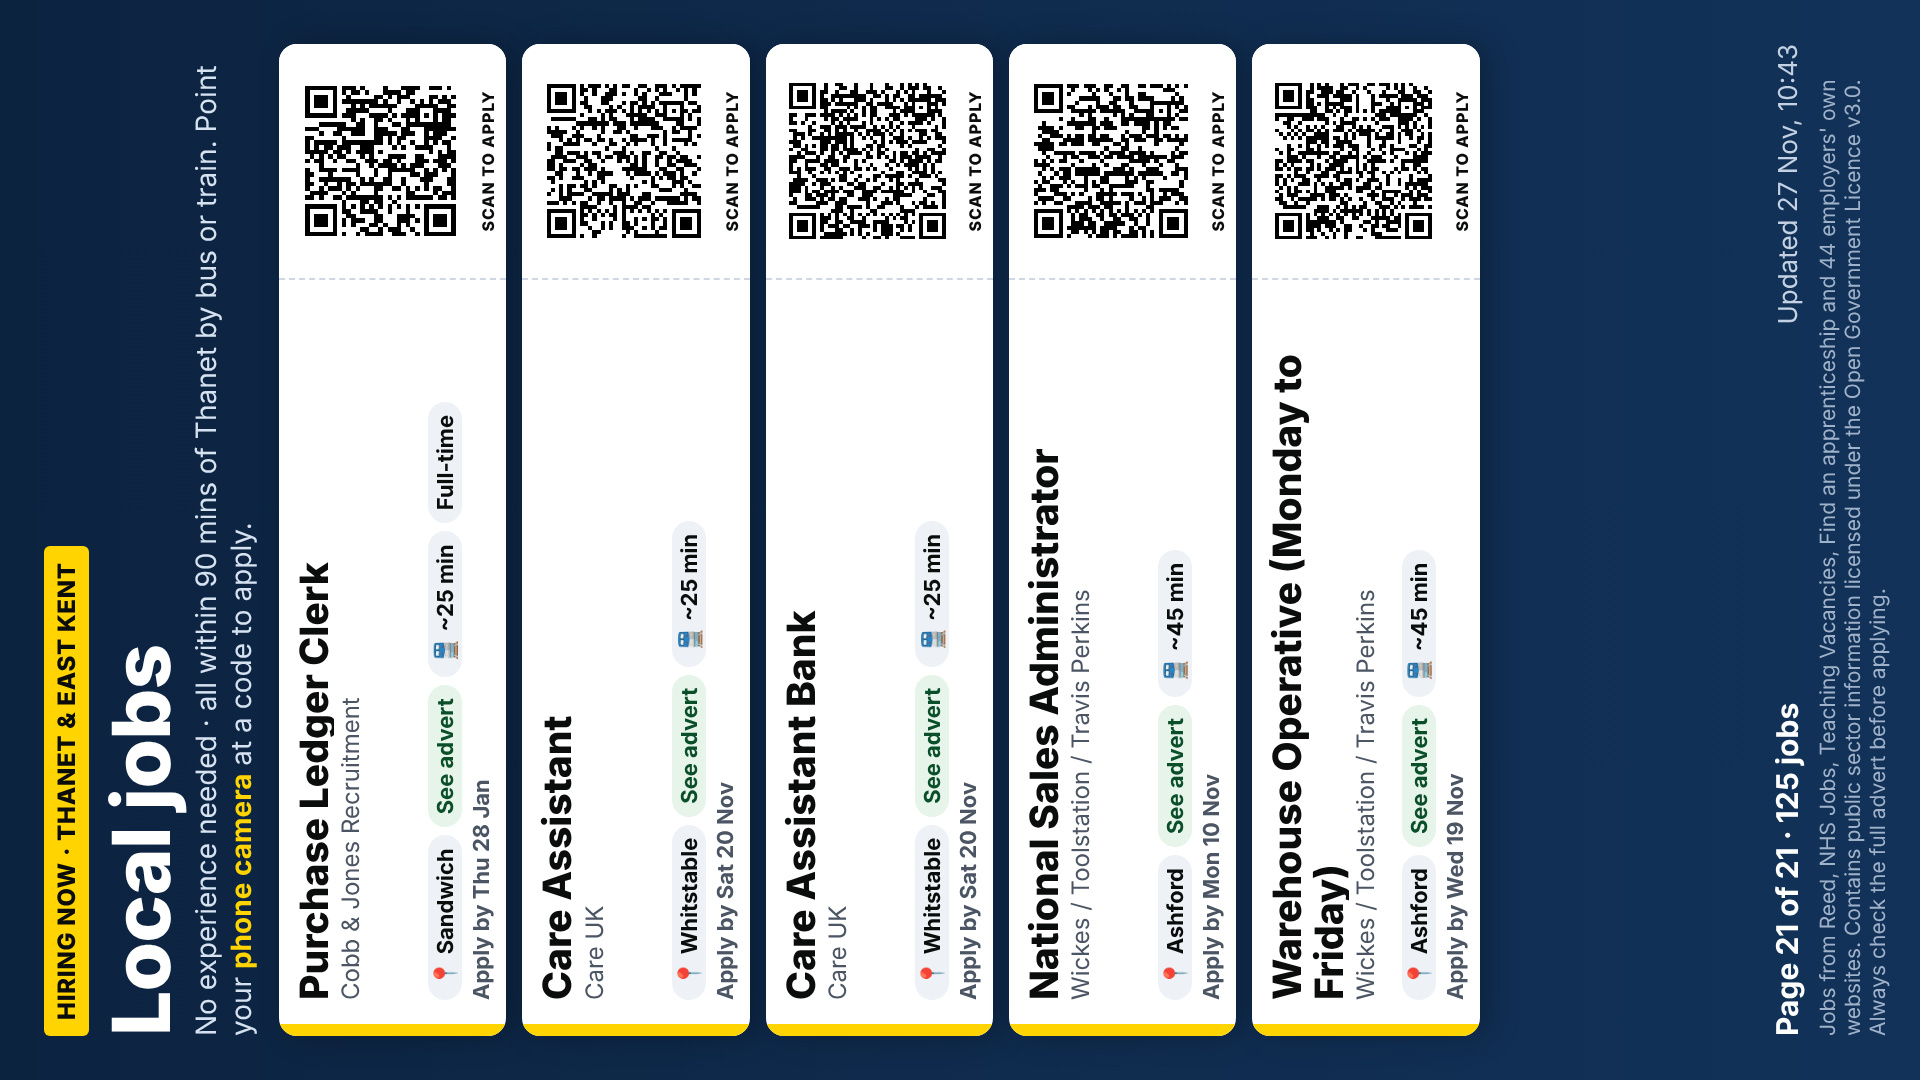 HIRING NOW · THANET & EAST KENT
Local jobs
No experience needed · all within 90 mins of Thanet by bus or train. Point
your phone camera at a code to apply.
Purchase Ledger Clerk
Cobb & Jones Recruitment
📍 Sandwich See advert 🚆 ~25 min Full-time
Apply by Thu 28 Jan
SCAN TO APPLY
Care Assistant
Care UK
📍 Whitstable See advert 🚆 ~25 min
Apply by Sat 20 Nov
SCAN TO APPLY
Care Assistant Bank
Care UK
📍 Whitstable See advert 🚆 ~25 min
Apply by Sat 20 Nov
SCAN TO APPLY
National Sales Administrator
Wickes / Toolstation / Travis Perkins
📍 Ashford See advert 🚆 ~45 min
Apply by Mon 10 Nov
SCAN TO APPLY
Warehouse Operative (Monday to
Friday)
Wickes / Toolstation / Travis Perkins
📍 Ashford See advert 🚆 ~45 min
Apply by Wed 19 Nov
SCAN TO APPLY
Page 21 of 21 · 125 jobs
Updated 27 Nov, 10:43
Jobs from Reed, NHS Jobs, Teaching Vacancies, Find an apprenticeship and 44 employers' own
websites. Contains public sector information licensed under the Open Government Licence v3.0.
Always check the full advert before applying.